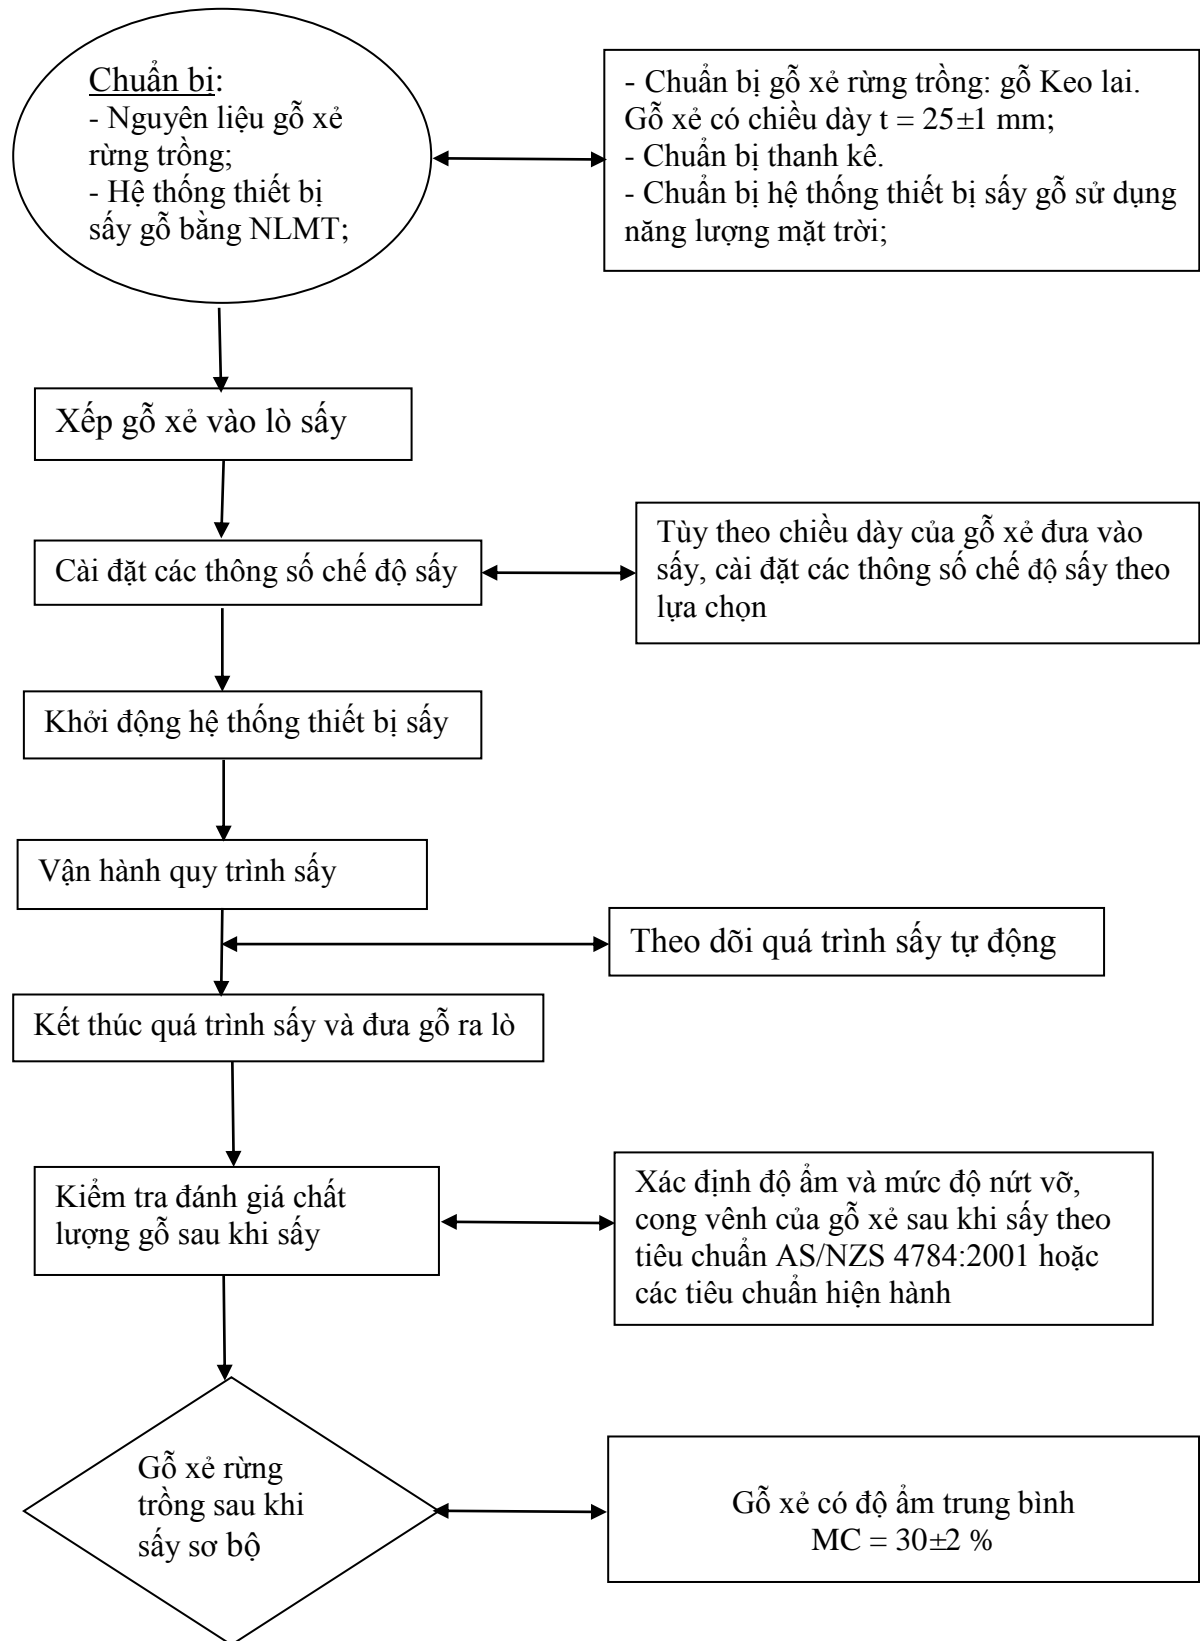 Chuẩn bị:
- Nguyên liệu gỗ xẻ
rừng trồng;
- Hệ thống thiết bị
sấy gỗ bằng NLMT;
- Chuẩn bị gỗ xẻ rừng trồng: gỗ Keo lai.
Gỗ xẻ có chiều dày t = 25±1 mm;
- Chuẩn bị thanh kê.
- Chuẩn bị hệ thống thiết bị sấy gỗ sử dụng
năng lượng mặt trời;
Xếp gỗ xẻ vào lò sấy
Cài đặt các thông số chế độ sấy
Tùy theo chiều dày của gỗ xẻ đưa vào
sấy, cài đặt các thông số chế độ sấy theo
lựa chọn
Khởi động hệ thống thiết bị sấy
Vận hành quy trình sấy
Theo dõi quá trình sấy tự động
Kết thúc quá trình sấy và đưa gỗ ra lò
Kiểm tra đánh giá chất
lượng gỗ sau khi sấy
Xác định độ ẩm và mức độ nứt vỡ,
cong vênh của gỗ xẻ sau khi sấy theo
tiêu chuẩn AS/NZS 4784:2001 hoặc
các tiêu chuẩn hiện hành
Gỗ xẻ rừng
trồng sau khi
sấy sơ bộ
Gỗ xẻ có độ ẩm trung bình
MC = 30±2 %